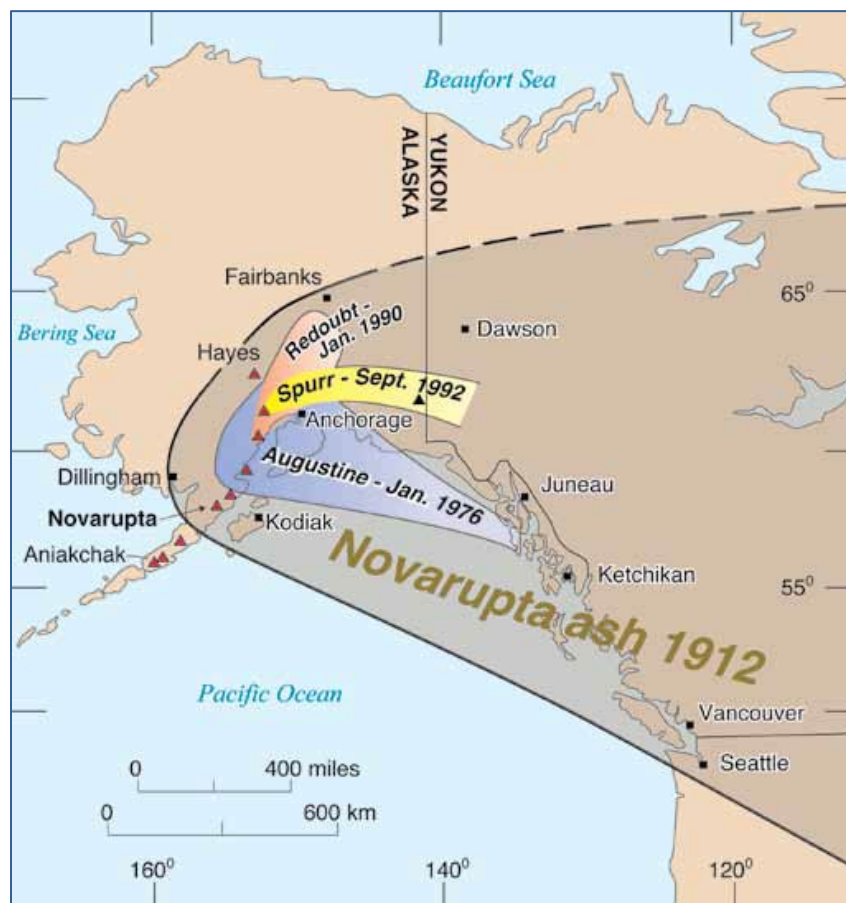 Beaufort Sea
ALASKA
YUKON
Fairbanks
65⁰
Redoubt -
Jan. 1990
Dawson
Bering Sea
Hayes
Spurr - Sept. 1992
Anchorage
Augustine - Jan. 1976
Dillingham
Juneau
Novarupta
Kodiak
Aniakchak
Ketchikan
55⁰
Novarupta ash 1912
Pacific Ocean
Vancouver
Seattle
0 400 miles
0 600 km
160⁰ 140⁰ 120⁰